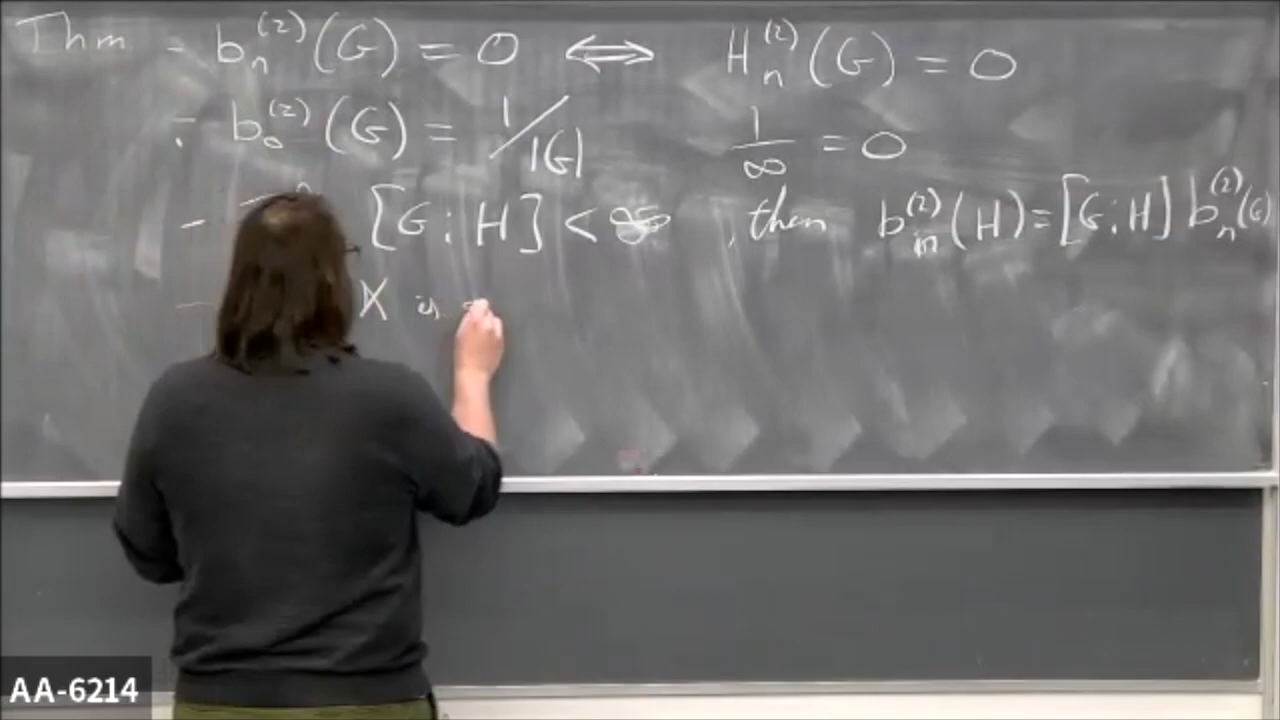 Thm - b_n^{(2)}(G) = 0 ⟺ H_n^{(2)}(G) = 0
- b_0^{(2)}(G) = 1/|G| 1/∞ = 0
- [G:H] < ∞, then b_n^{(2)}(H) = [G:H] b_n^{(2)}(G)
- X is
AA-6214